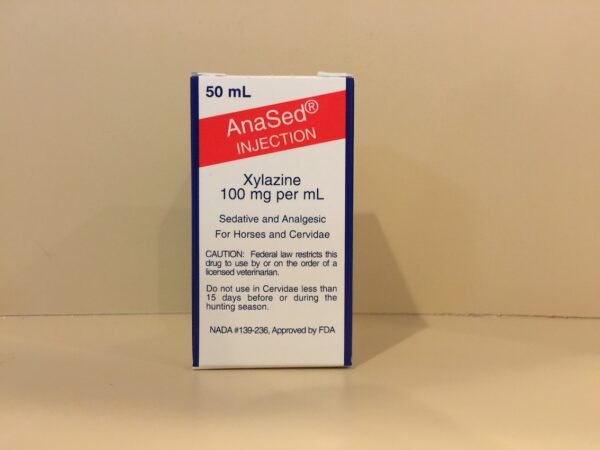 50 mL
AnaSed®
INJECTION
Xylazine
100 mg per mL
Sedative and Analgesic
For Horses and Cervidae
CAUTION: Federal law restricts this
drug to use by or on the order of a
licensed veterinarian.
Do not use in Cervidae less than
15 days before or during the
hunting season.
NADA #139-236, Approved by FDA